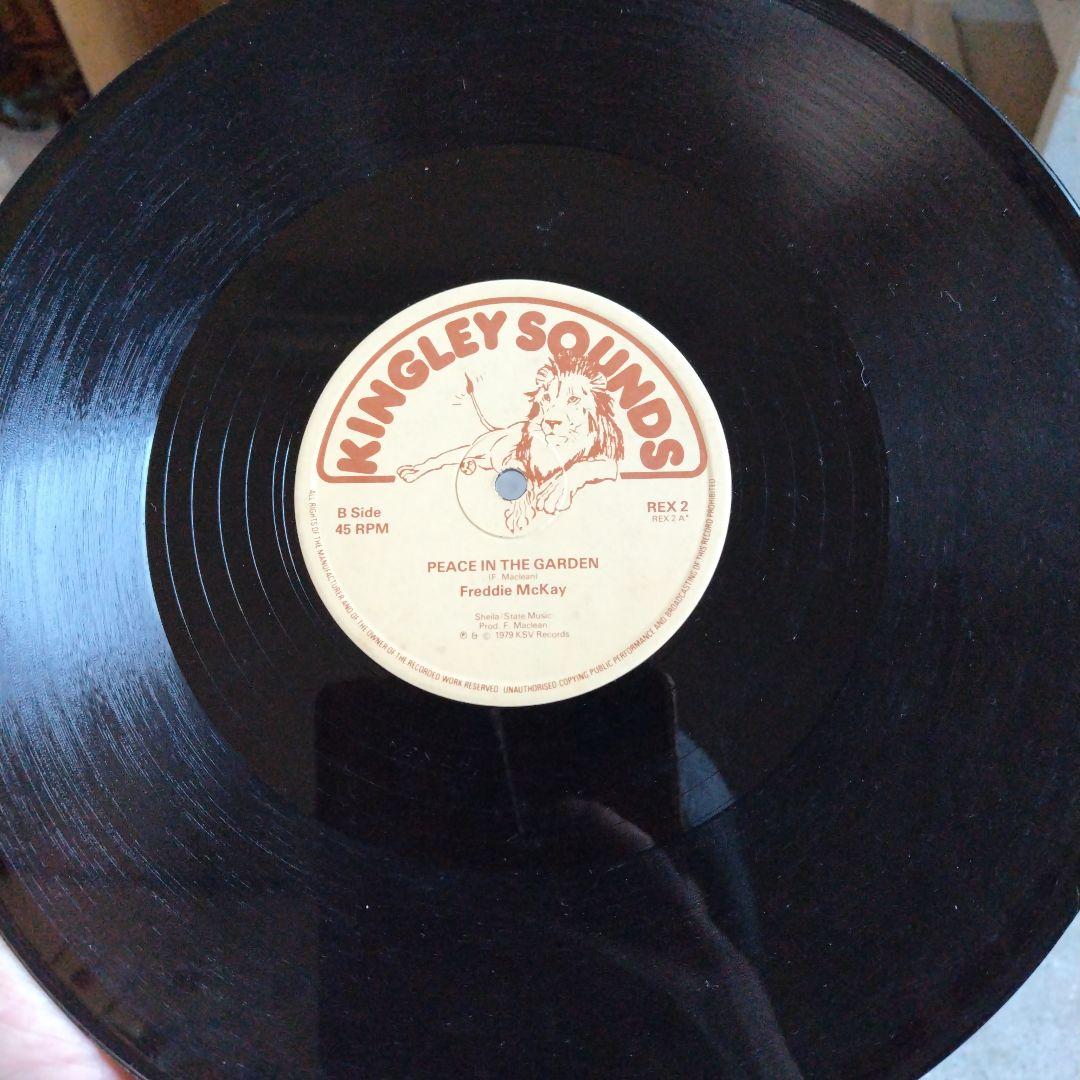 KINGLEY SOUNDS
B Side
45 RPM
REX 2
REX 2 A*
PEACE IN THE GARDEN
(F. Maclean)
Freddie McKay
Sheila/State Music
Prod. F. Maclean
℗ & © 1979 KSV Records
ALL RIGHTS OF THE MANUFACTURER AND OF THE OWNER OF THE RECORDED WORK RESERVED UNAUTHORISED COPYING PUBLIC PERFORMANCE AND BROADCASTING OF THIS RECORD PROHIBITED